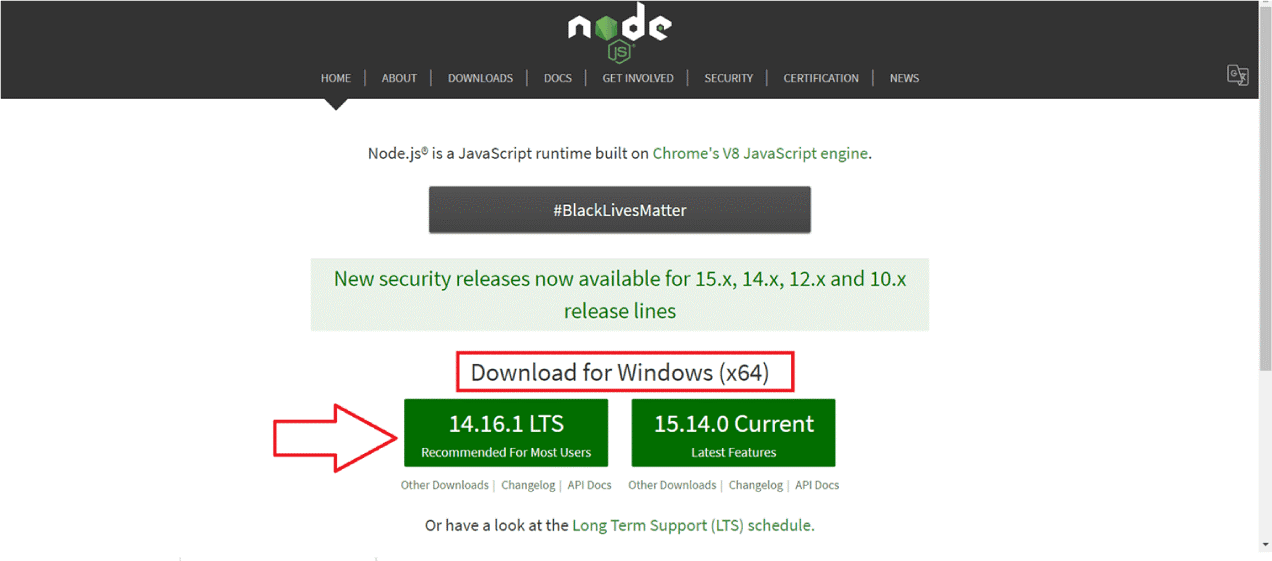 node
JS
HOME | ABOUT | DOWNLOADS | DOCS | GET INVOLVED | SECURITY | CERTIFICATION | NEWS
Node.js® is a JavaScript runtime built on Chrome's V8 JavaScript engine.
#BlackLivesMatter
New security releases now available for 15.x, 14.x, 12.x and 10.x
release lines
Download for Windows (x64)
14.16.1 LTS
Recommended For Most Users
15.14.0 Current
Latest Features
Other Downloads | Changelog | API Docs
Other Downloads | Changelog | API Docs
Or have a look at the Long Term Support (LTS) schedule.